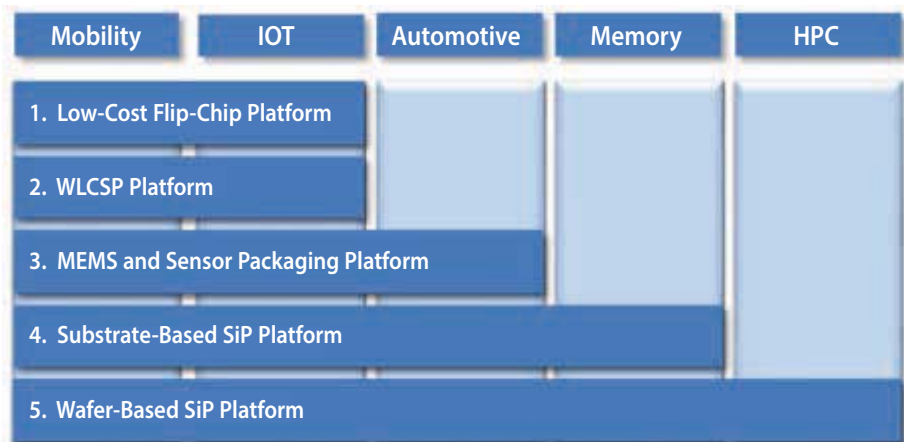 Mobility IOT Automotive Memory HPC
1. Low-Cost Flip-Chip Platform
2. WLCSP Platform
3. MEMS and Sensor Packaging Platform
4. Substrate-Based SiP Platform
5. Wafer-Based SiP Platform